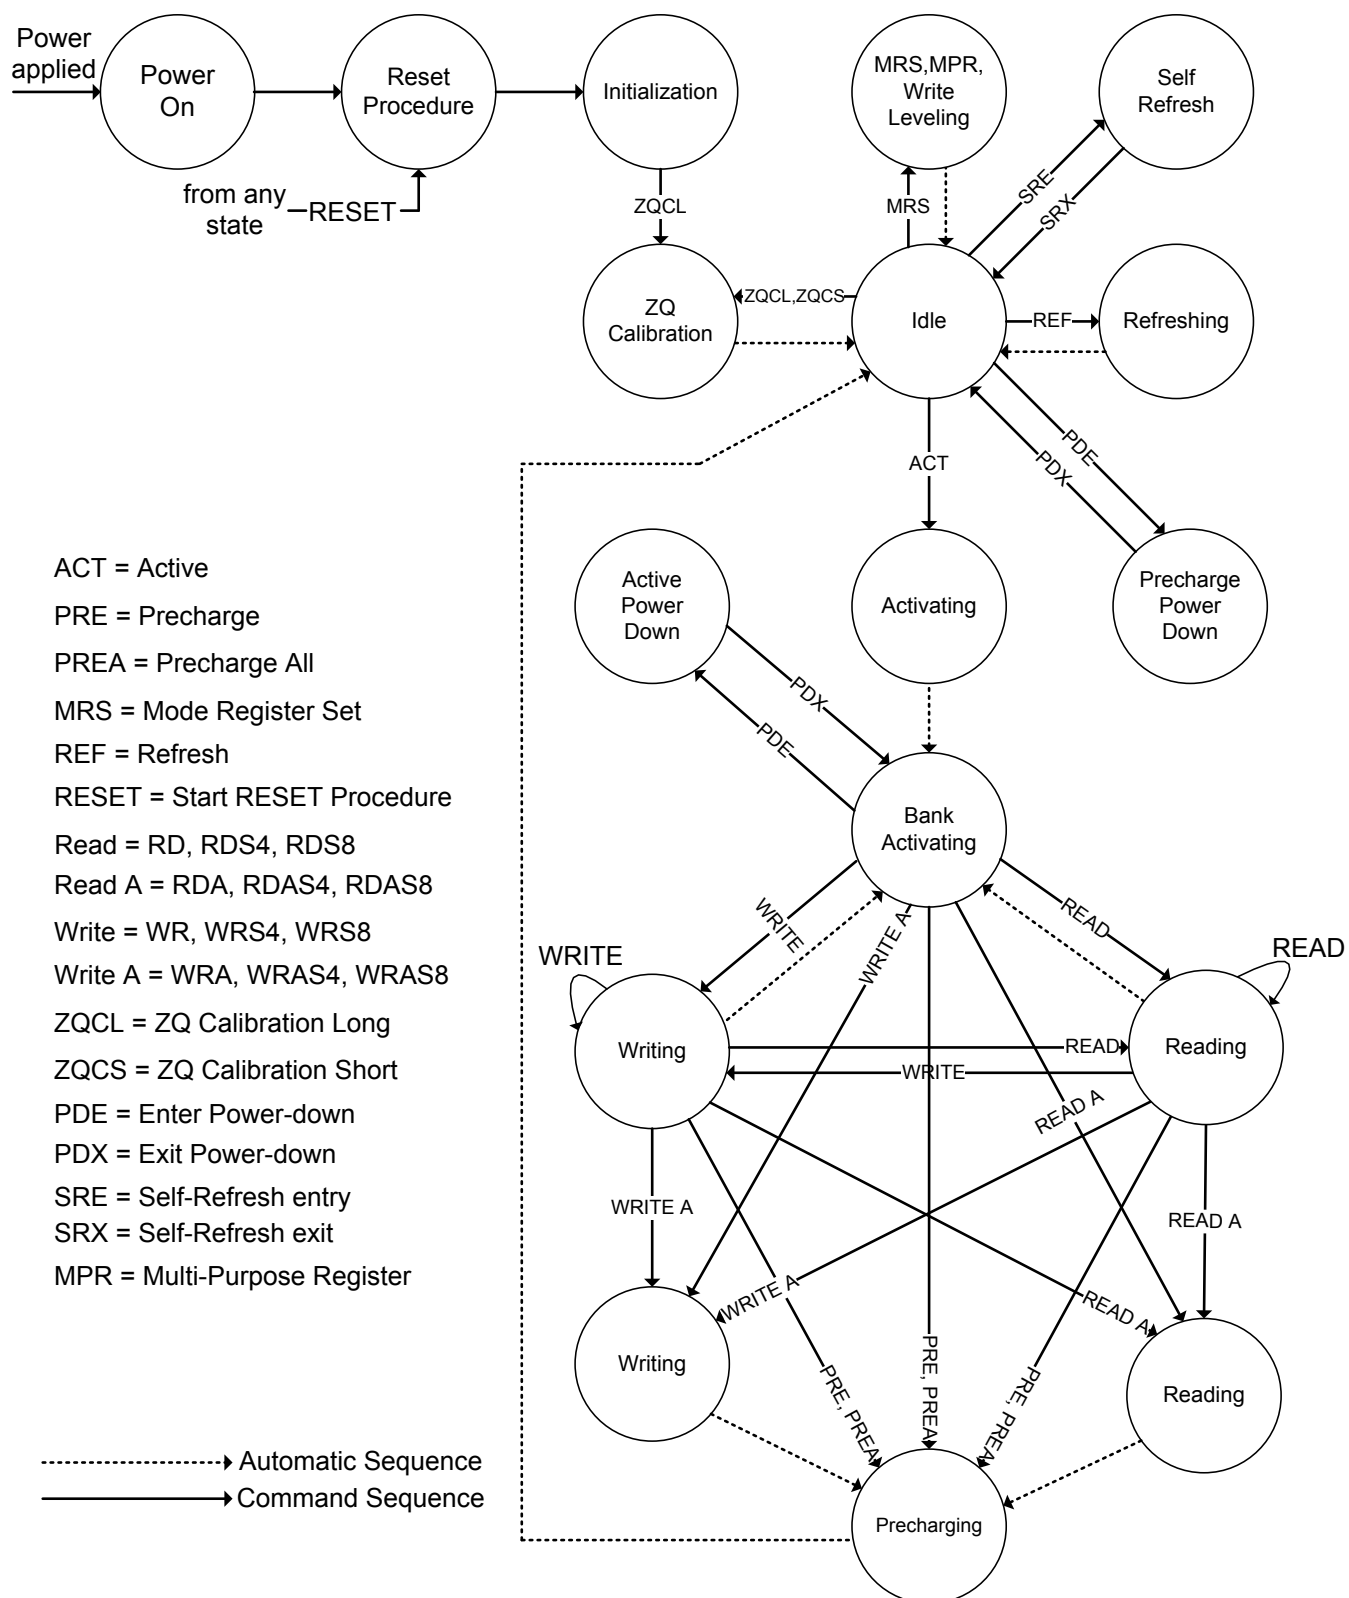 Power
applied
Power
On
Reset
Procedure
Initialization
MRS,MPR,
Write
Leveling
Self
Refresh
from any
state
RESET
ZQCL
MRS
SRE
SRX
ZQ
Calibration
ZQCL,ZQCS
Idle
REF
Refreshing
ACT
PDE
PDX
Active
Power
Down
Activating
Precharge
Power
Down
PDX
PDE
Bank
Activating
ACT = Active
PRE = Precharge
PREA = Precharge All
MRS = Mode Register Set
REF = Refresh
RESET = Start RESET Procedure
Read = RD, RDS4, RDS8
Read A = RDA, RDAS4, RDAS8
Write = WR, WRS4, WRS8
Write A = WRA, WRAS4, WRAS8
ZQCL = ZQ Calibration Long
ZQCS = ZQ Calibration Short
PDE = Enter Power-down
PDX = Exit Power-down
SRE = Self-Refresh entry
SRX = Self-Refresh exit
MPR = Multi-Purpose Register
WRITE
WRITE
WRITE A
READ
READ
Writing
READ
WRITE
Reading
READ A
WRITE A
READ A
WRITE A
READ A
Writing
PRE, PREA
PRE, PREA
PRE, PREA
Reading
Precharging
Automatic Sequence
Command Sequence